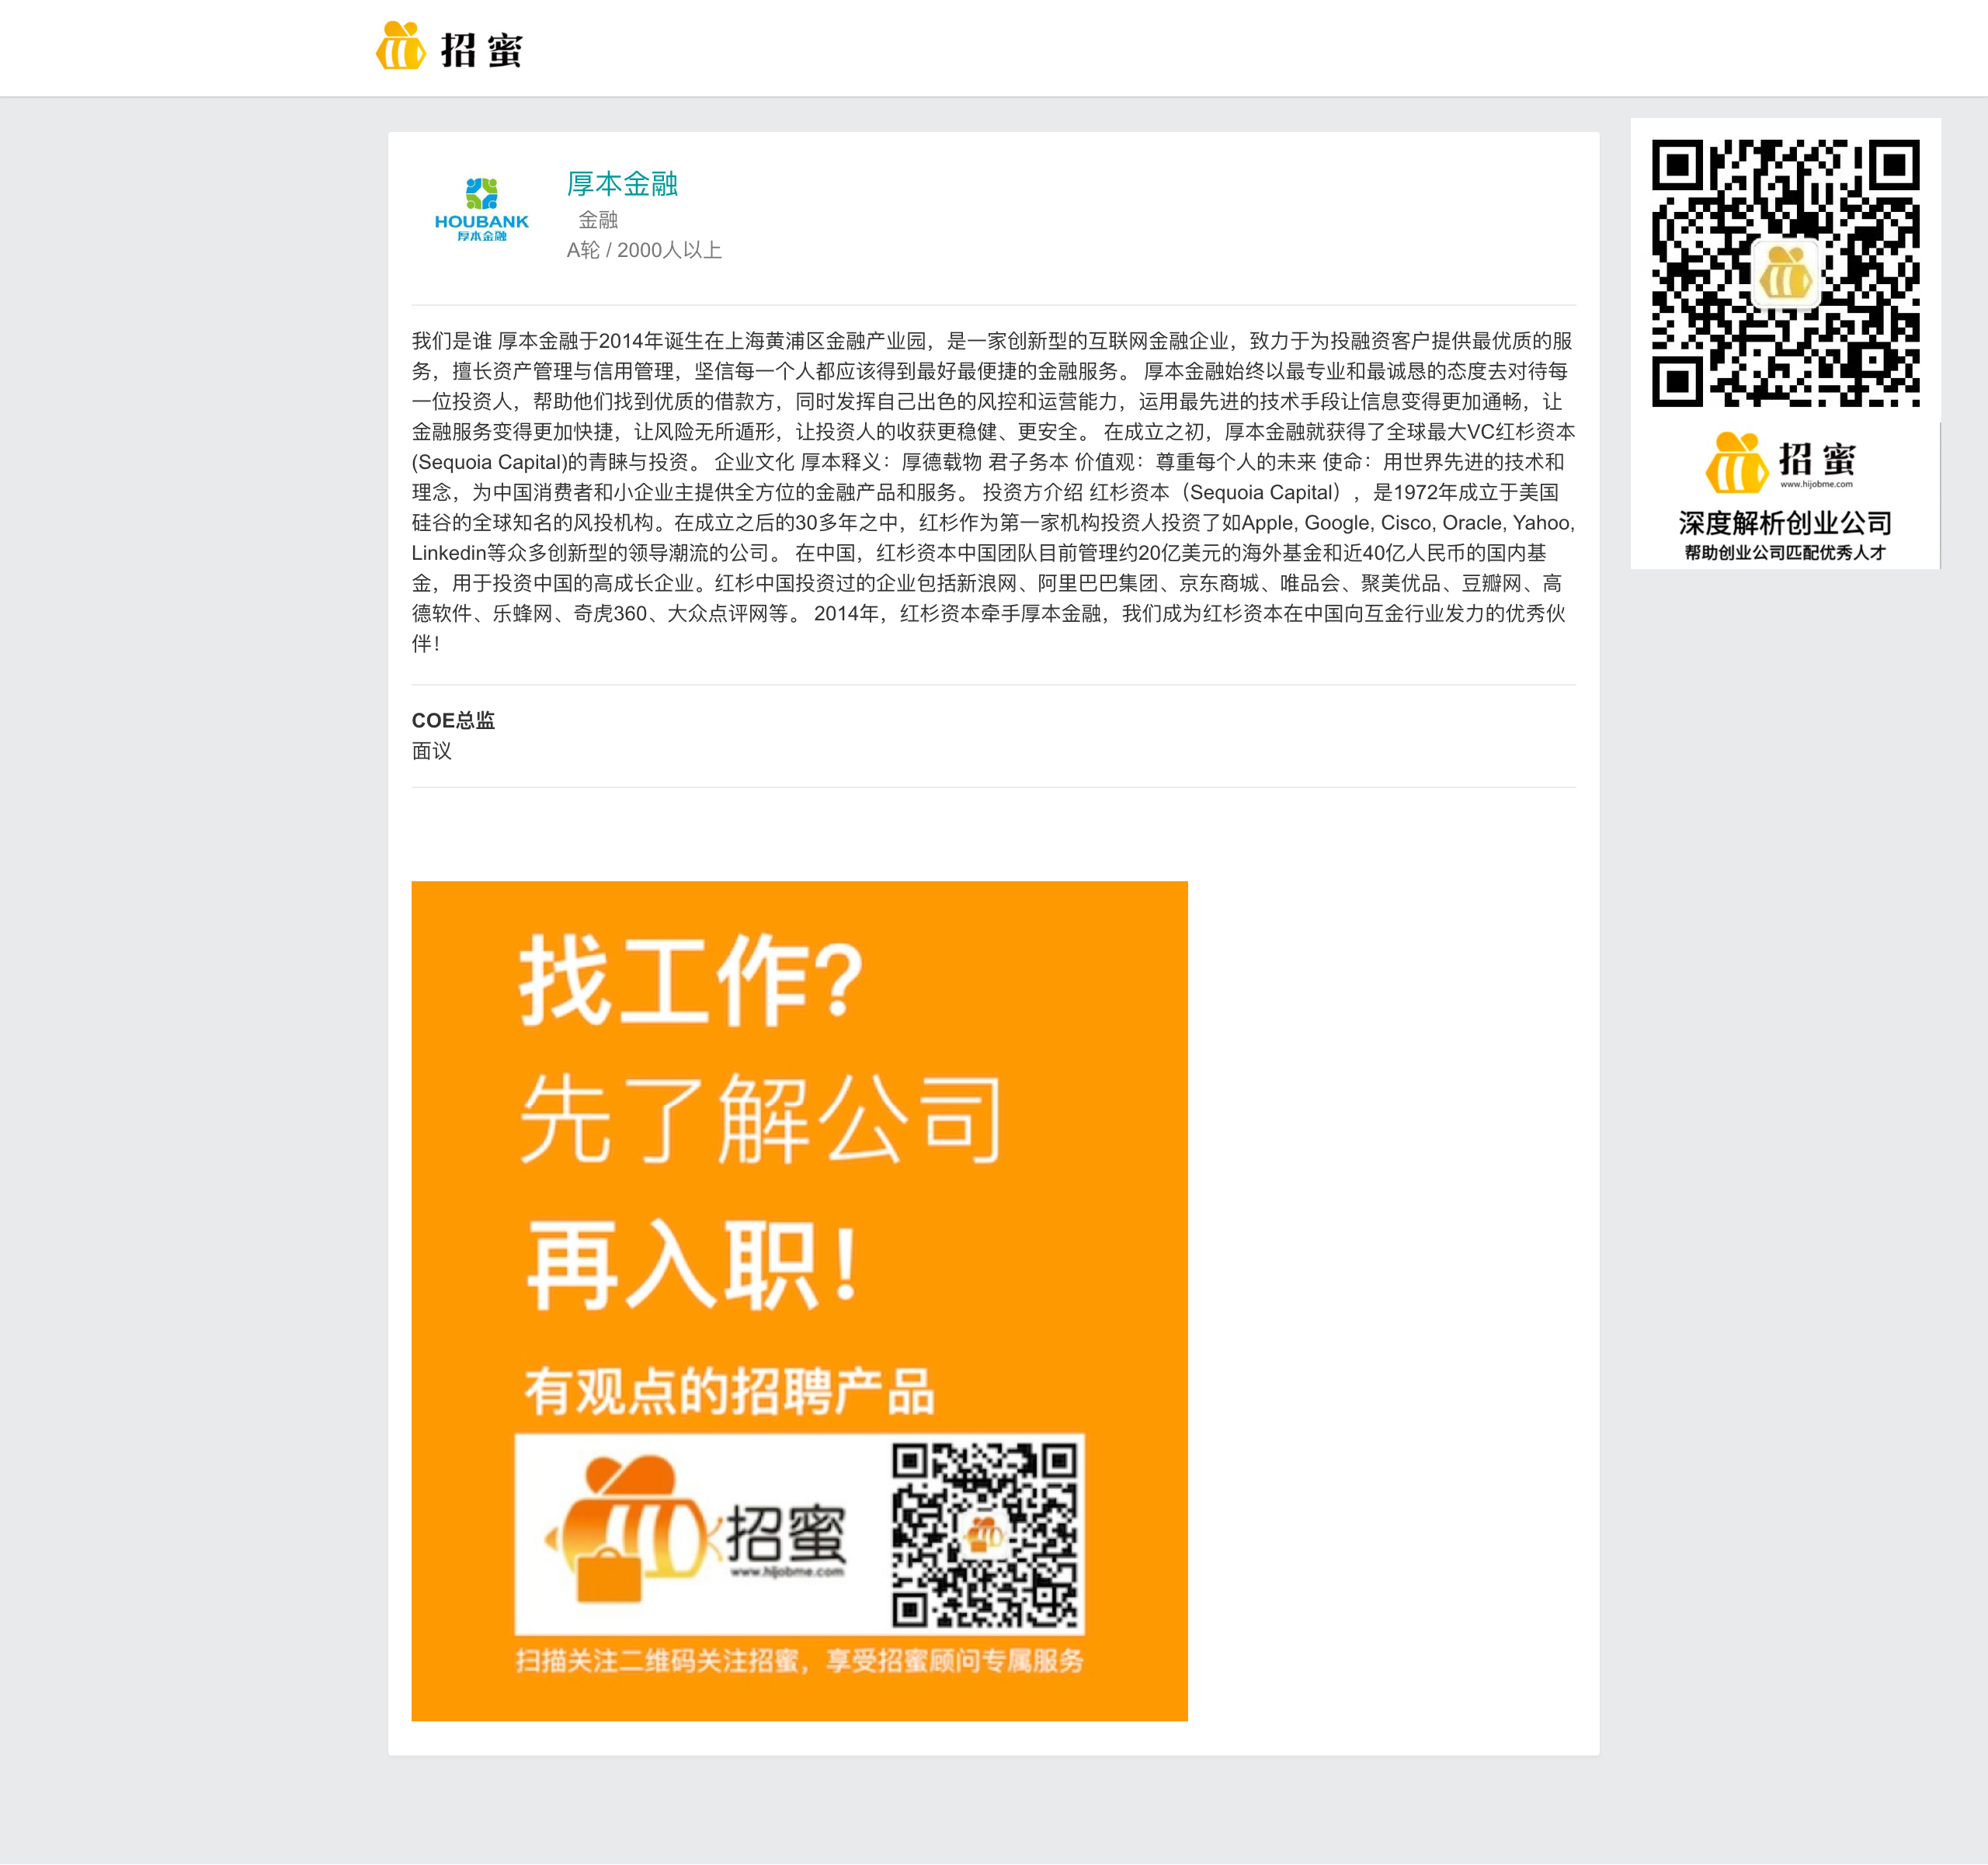 招蜜
HOUBANK
厚本金融
厚本金融
金融
A轮 / 2000人以上
我们是谁 厚本金融于2014年诞生在上海黄浦区金融产业园，是一家创新型的互联网金融企业，致力于为投融资客户提供最优质的服
务，擅长资产管理与信用管理，坚信每一个人都应该得到最好最便捷的金融服务。 厚本金融始终以最专业和最诚恳的态度去对待每
一位投资人，帮助他们找到优质的借款方，同时发挥自己出色的风控和运营能力，运用最先进的技术手段让信息变得更加通畅，让
金融服务变得更加快捷，让风险无所遁形，让投资人的收获更稳健、更安全。 在成立之初，厚本金融就获得了全球最大VC红杉资本
(Sequoia Capital)的青睐与投资。 企业文化 厚本释义：厚德载物 君子务本 价值观：尊重每个人的未来 使命：用世界先进的技术和
理念，为中国消费者和小企业主提供全方位的金融产品和服务。 投资方介绍 红杉资本（Sequoia Capital），是1972年成立于美国
硅谷的全球知名的风投机构。在成立之后的30多年之中，红杉作为第一家机构投资人投资了如Apple, Google, Cisco, Oracle, Yahoo,
Linkedin等众多创新型的领导潮流的公司。 在中国，红杉资本中国团队目前管理约20亿美元的海外基金和近40亿人民币的国内基
金，用于投资中国的高成长企业。红杉中国投资过的企业包括新浪网、阿里巴巴集团、京东商城、唯品会、聚美优品、豆瓣网、高
德软件、乐蜂网、奇虎360、大众点评网等。 2014年，红杉资本牵手厚本金融，我们成为红杉资本在中国向互金行业发力的优秀伙
伴！
COE总监
面议
找工作？
先了解公司
再入职！
有观点的招聘产品
招蜜
www.hijobme.com
扫描关注二维码关注招蜜，享受招蜜顾问专属服务
招蜜
www.hijobme.com
深度解析创业公司
帮助创业公司匹配优秀人才